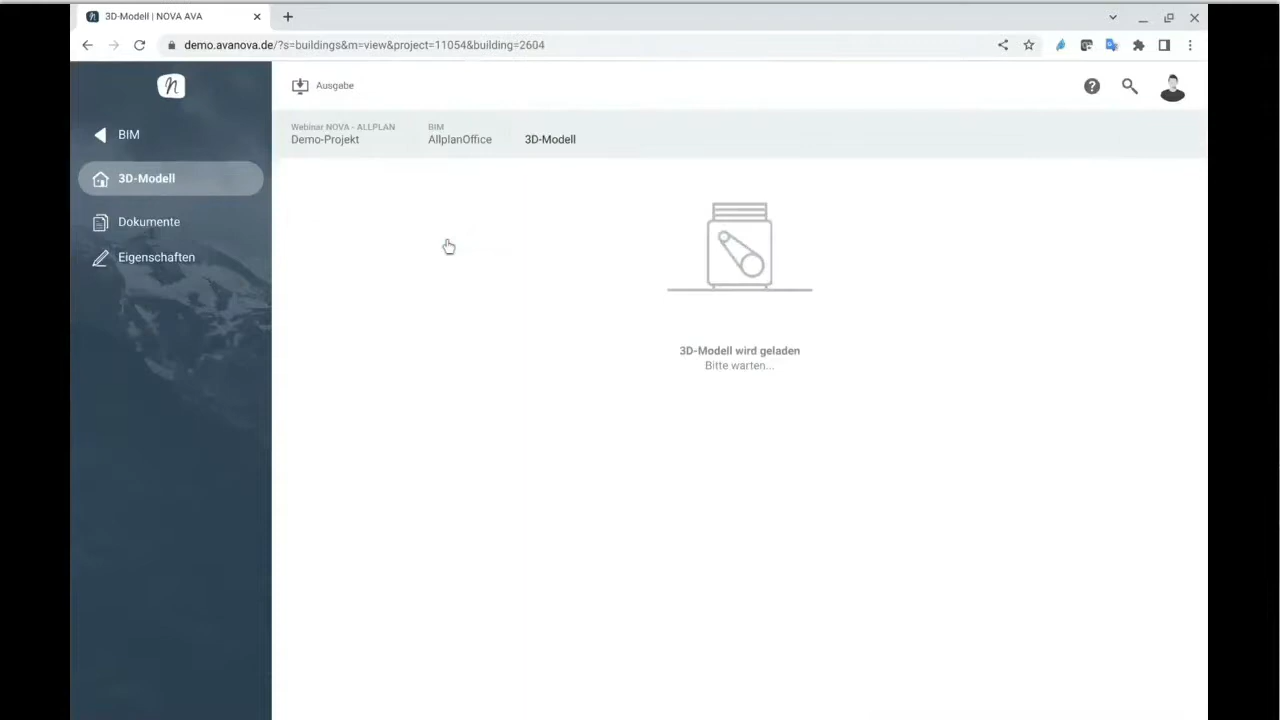 3D-Modell | NOVA AVA
demo.avanova.de/?s=buildings&m=view&project=11054&building=2604
n
Ausgabe
BIM
Webinar NOVA - ALLPLAN
Demo-Projekt
BIM
AllplanOffice
3D-Modell
3D-Modell
Dokumente
Eigenschaften
3D-Modell wird geladen
Bitte warten...